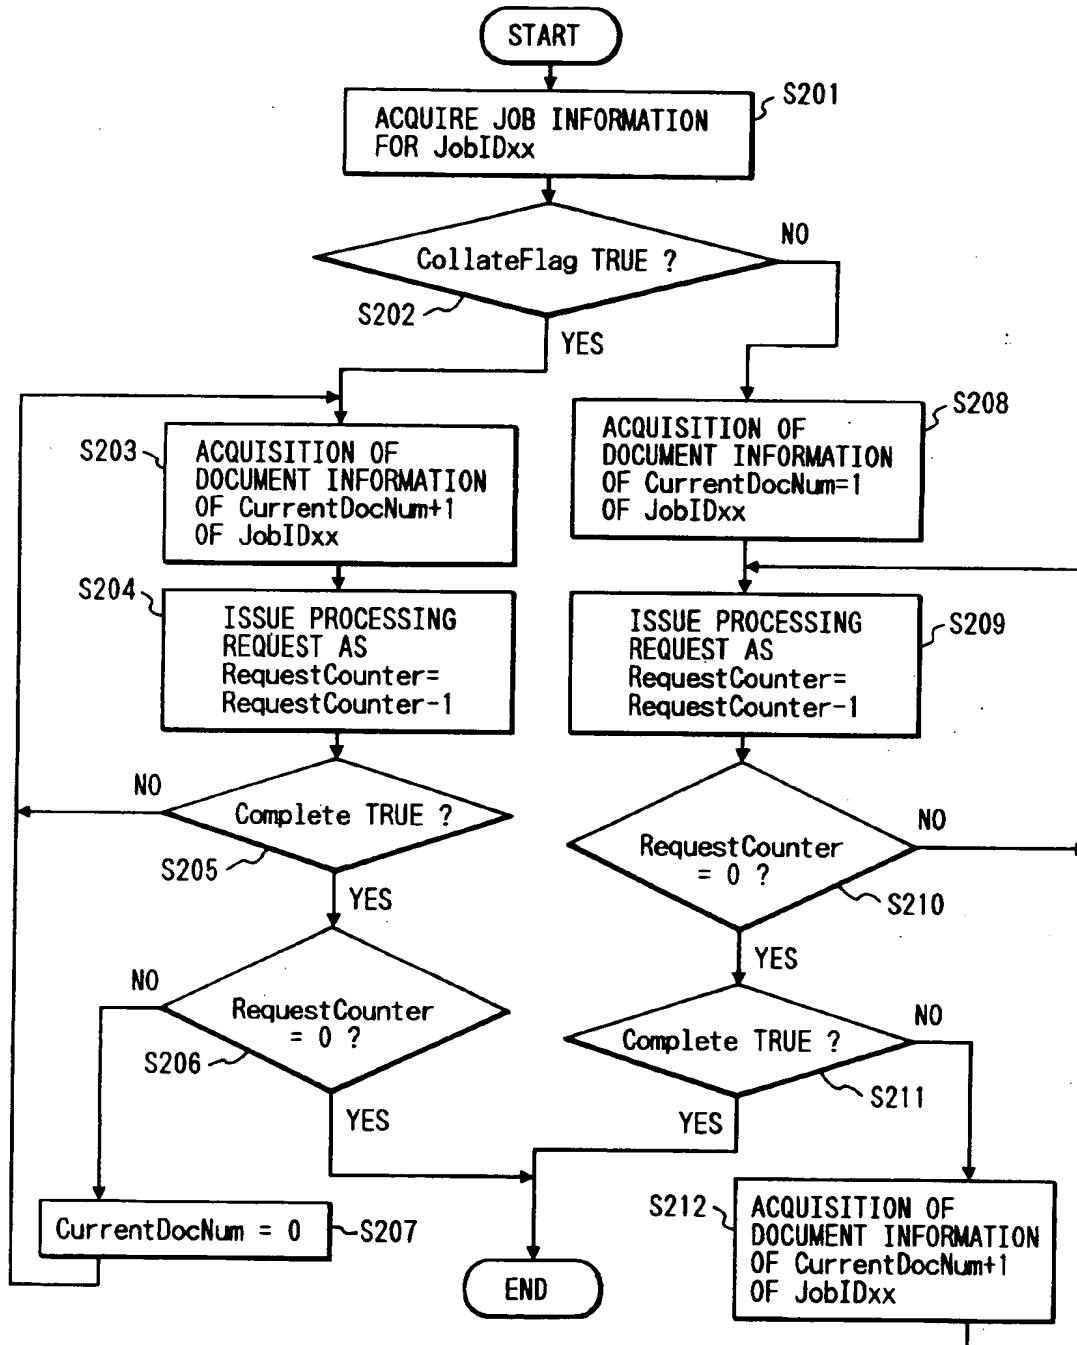 START
S201
ACQUIRE JOB INFORMATION
FOR JobIDxx
NO
CollateFlag TRUE ?
S202
YES
S203
ACQUISITION OF
DOCUMENT INFORMATION
OF CurrentDocNum+1
OF JobIDxx
S208
ACQUISITION OF
DOCUMENT INFORMATION
OF CurrentDocNum=1
OF JobIDxx
S204
ISSUE PROCESSING
REQUEST AS
RequestCounter=
RequestCounter-1
S209
ISSUE PROCESSING
REQUEST AS
RequestCounter=
RequestCounter-1
NO
Complete TRUE ?
S205
YES
NO
RequestCounter
= 0 ?
S210
YES
NO
RequestCounter
= 0 ?
S206
YES
NO
Complete TRUE ?
S211
YES
CurrentDocNum = 0
S207
END
S212
ACQUISITION OF
DOCUMENT INFORMATION
OF CurrentDocNum+1
OF JobIDxx